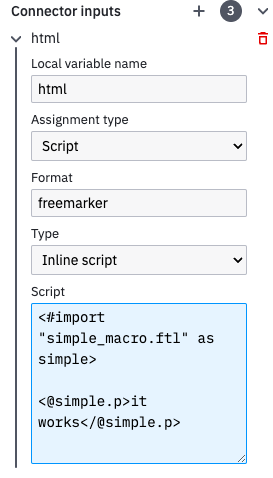 Connector inputs 3
html
Local variable name
html
Assignment type
Script
Format
freemarker
Type
Inline script
Script
<#import
"simple_macro.ftl" as
simple>

<@simple.p>it
works</@simple.p>